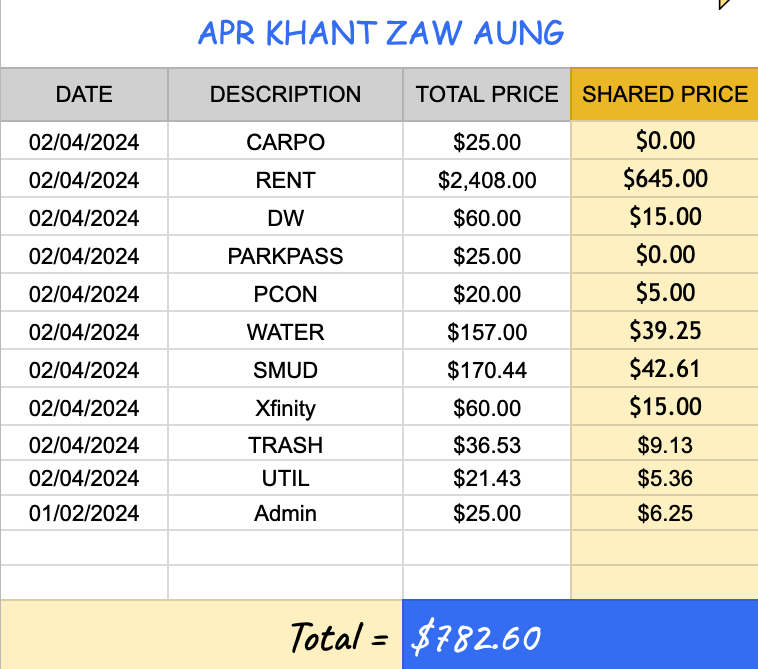 APR KHANT ZAW AUNG
DATE DESCRIPTION TOTAL PRICE SHARED PRICE
02/04/2024 CARPO $25.00 $0.00
02/04/2024 RENT $2,408.00 $645.00
02/04/2024 DW $60.00 $15.00
02/04/2024 PARKPASS $25.00 $0.00
02/04/2024 PCON $20.00 $5.00
02/04/2024 WATER $157.00 $39.25
02/04/2024 SMUD $170.44 $42.61
02/04/2024 Xfinity $60.00 $15.00
02/04/2024 TRASH $36.53 $9.13
02/04/2024 UTIL $21.43 $5.36
01/02/2024 Admin $25.00 $6.25
Total = $782.60